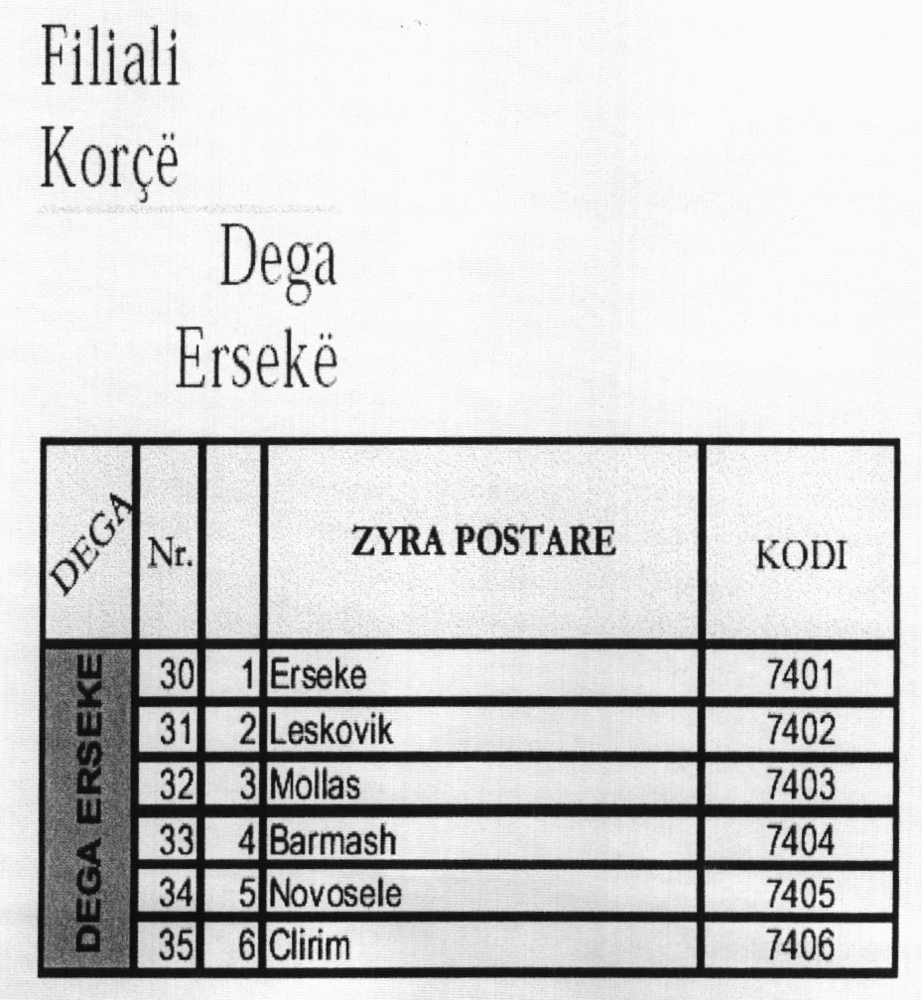 Filiali
Korçë
Dega
Ersekë
DEGA Nr. ZYRA POSTARE KODI
DEGA ERSEKE
30 1 Erseke 7401
31 2 Leskovik 7402
32 3 Mollas 7403
33 4 Barmash 7404
34 5 Novosele 7405
35 6 Clirim 7406